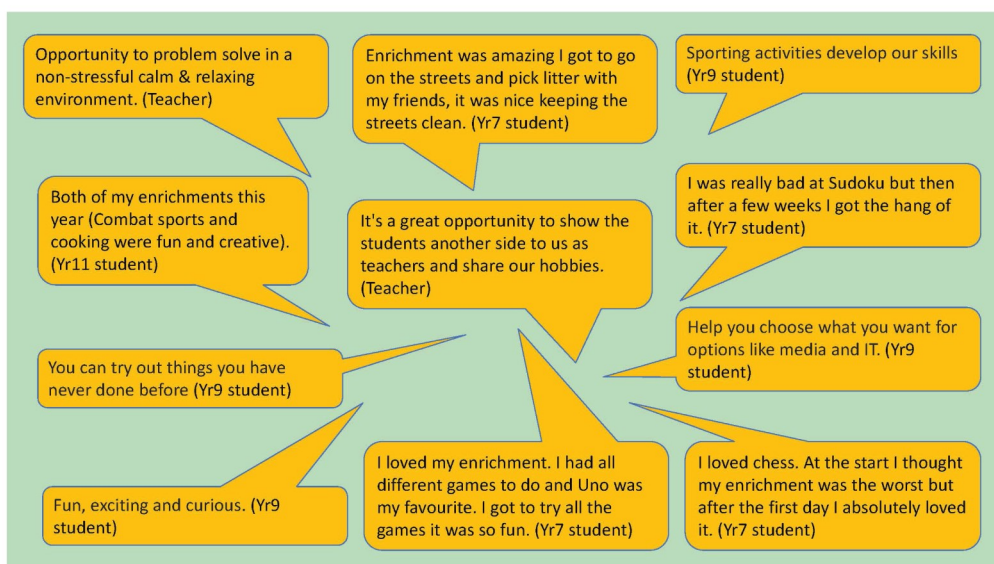 Opportunity to problem solve in a
non-stressful calm & relaxing
environment. (Teacher)
Enrichment was amazing I got to go
on the streets and pick litter with
my friends, it was nice keeping the
streets clean. (Yr7 student)
Sporting activities develop our skills
(Yr9 student)
Both of my enrichments this
year (Combat sports and
cooking were fun and creative).
(Yr11 student)
It's a great opportunity to show the
students another side to us as
teachers and share our hobbies.
(Teacher)
I was really bad at Sudoku but then
after a few weeks I got the hang of
it. (Yr7 student)
You can try out things you have
never done before (Yr9 student)
Help you choose what you want for
options like media and IT. (Yr9
student)
Fun, exciting and curious. (Yr9
student)
I loved my enrichment. I had all
different games to do and Uno was
my favourite. I got to try all the
games it was so fun. (Yr7 student)
I loved chess. At the start I thought
my enrichment was the worst but
after the first day I absolutely loved
it. (Yr7 student)